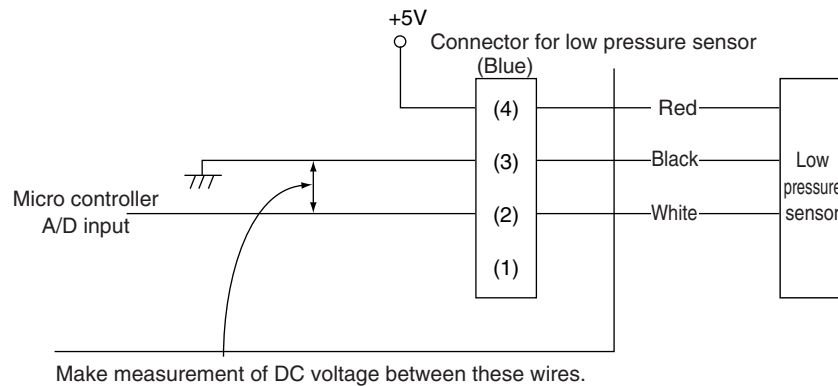 +5V
Connector for low pressure sensor
(Blue)
(4)
Red
(3)
Black
Low
pressure
sensor
Micro controller
A/D input
(2)
White
(1)
Make measurement of DC voltage between these wires.